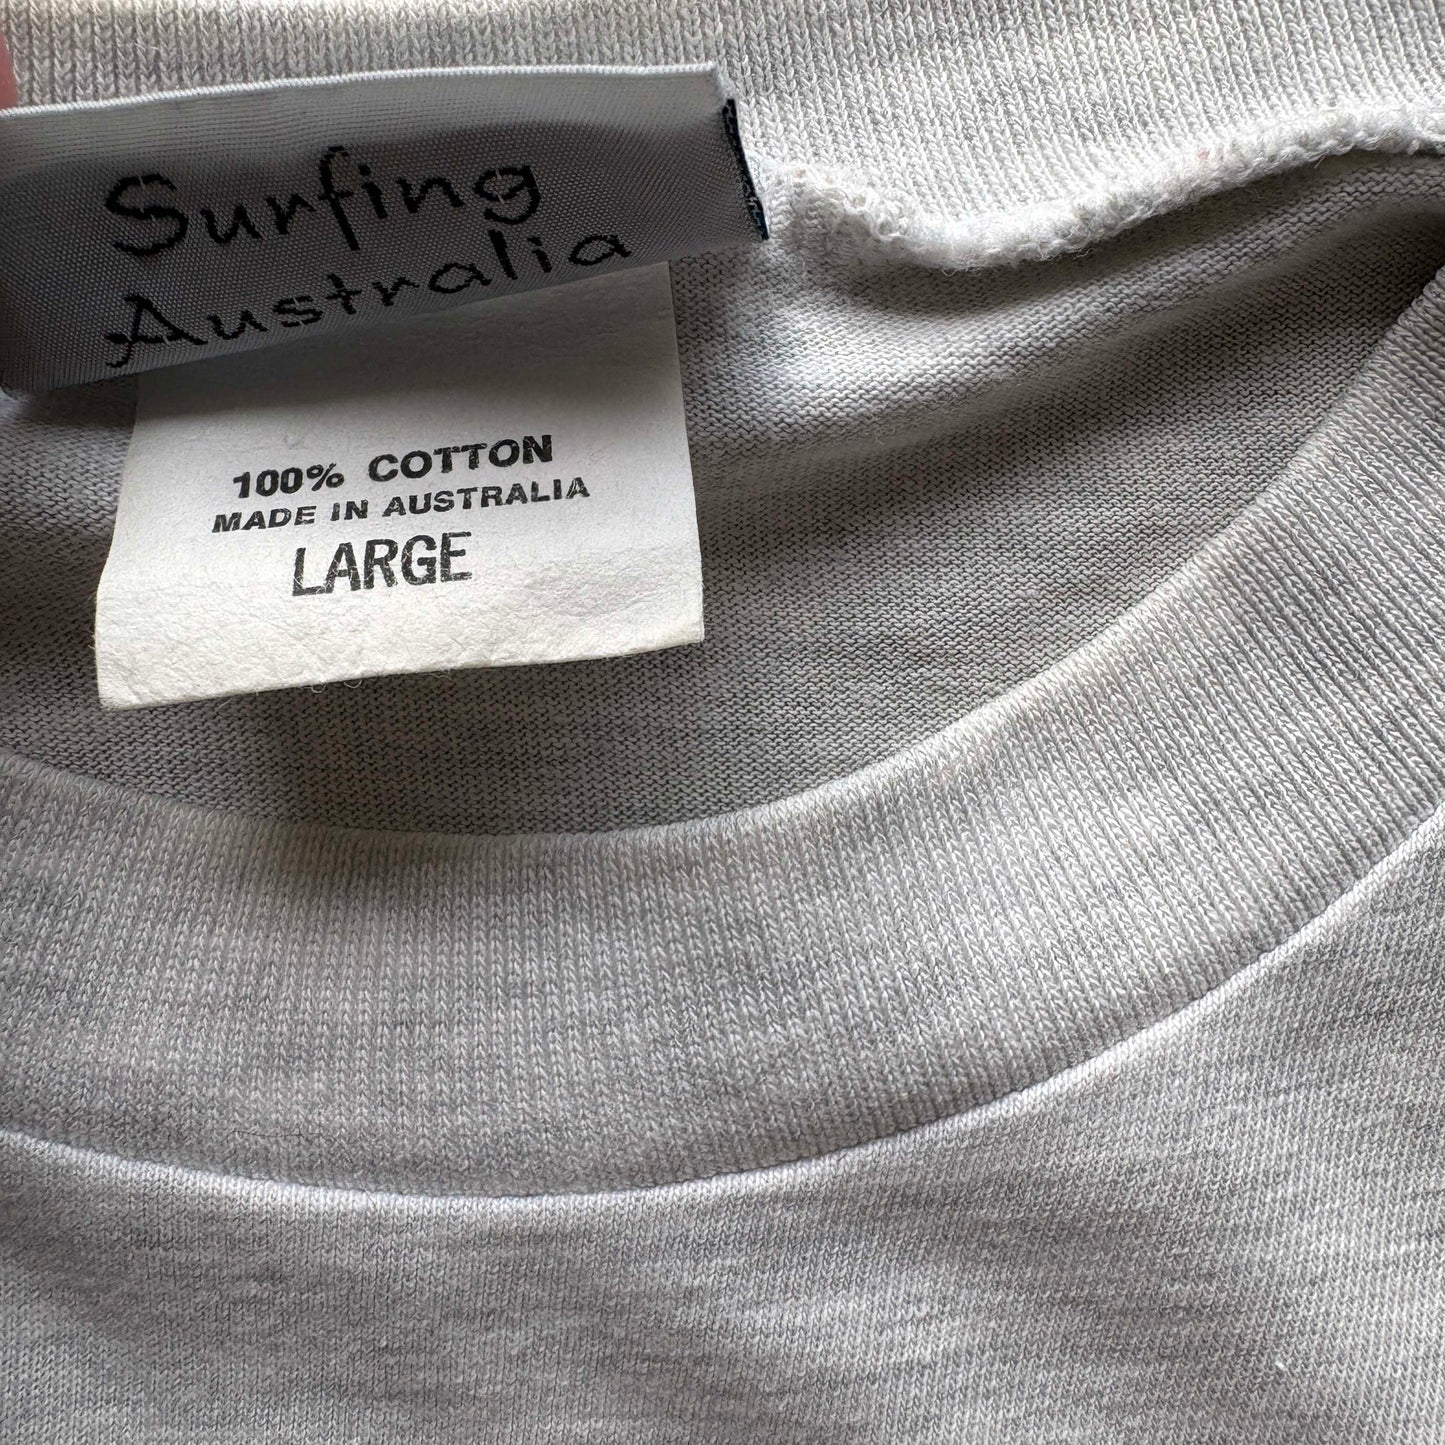 Surfing
Australia
100% COTTON
MADE IN AUSTRALIA
LARGE